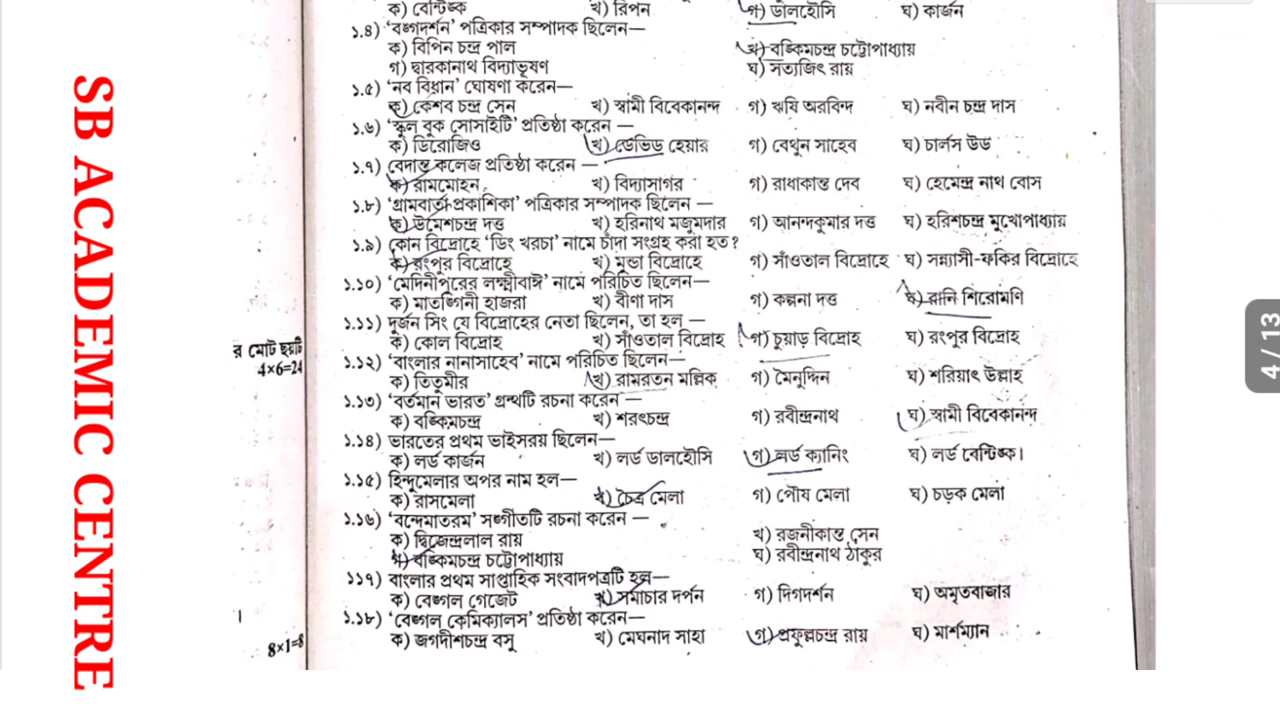 ক) বেন্টিঙ্ক খ) রিপন গ) ডালহৌসি ঘ) কার্জন
১.৪) 'বঙ্গদর্শন' পত্রিকার সম্পাদক ছিলেন—
ক) বিপিন চন্দ্র পাল খ) বঙ্কিমচন্দ্র চট্টোপাধ্যায়
গ) দ্বারকানাথ বিদ্যাভূষণ ঘ) সত্যজিৎ রায়
১.৫) 'নব বিধান' ঘোষণা করেন—
ক) কেশব চন্দ্র সেন খ) স্বামী বিবেকানন্দ গ) ঋষি অরবিন্দ ঘ) নবীন চন্দ্র দাস
১.৬) 'স্কুল বুক সোসাইটি' প্রতিষ্ঠা করেন —
ক) ডিরোজিও খ) ডেভিড হেয়ার গ) বেথুন সাহেব ঘ) চার্লস উড
১.৭) বেদান্ত কলেজ প্রতিষ্ঠা করেন —
ক) রামমোহন খ) বিদ্যাসাগর গ) রাধাকান্ত দেব ঘ) হেমেন্দ্র নাথ বোস
১.৮) 'গ্রামবার্তা প্রকাশিকা' পত্রিকার সম্পাদক ছিলেন —
ক) উমেশচন্দ্র দত্ত খ) হরিনাথ মজুমদার গ) আনন্দকুমার দত্ত ঘ) হরিশচন্দ্র মুখোপাধ্যায়
১.৯) কোন বিদ্রোহে 'ডিং খরচা' নামে চাঁদা সংগ্রহ করা হত?
ক) রংপুর বিদ্রোহে খ) মুন্ডা বিদ্রোহে গ) সাঁওতাল বিদ্রোহে ঘ) সন্ন্যাসী-ফকির বিদ্রোহে
১.১০) 'মেদিনীপুরের লক্ষ্মীবাঈ' নামে পরিচিত ছিলেন—
ক) মাতঙ্গিনী হাজরা খ) বীণা দাস গ) কল্পনা দত্ত ঘ) রানি শিরোমণি
১.১১) দুর্জন সিং যে বিদ্রোহের নেতা ছিলেন, তা হল —
ক) কোল বিদ্রোহ খ) সাঁওতাল বিদ্রোহ গ) চুয়াড় বিদ্রোহ ঘ) রংপুর বিদ্রোহ
১.১২) 'বাংলার নানাসাহেব' নামে পরিচিত ছিলেন—
ক) তিতুমীর খ) রামরতন মল্লিক গ) মৈনুদ্দিন ঘ) শরিয়াৎ উল্লাহ
১.১৩) 'বর্তমান ভারত' গ্রন্থটি রচনা করেন —
ক) বঙ্কিমচন্দ্র খ) শরৎচন্দ্র গ) রবীন্দ্রনাথ ঘ) স্বামী বিবেকানন্দ
১.১৪) ভারতের প্রথম ভাইসরয় ছিলেন—
ক) লর্ড কার্জন খ) লর্ড ডালহৌসি গ) লর্ড ক্যানিং ঘ) লর্ড বেন্টিঙ্ক।
১.১৫) হিন্দুমেলার অপর নাম হল—
ক) রাসমেলা খ) চৈত্র মেলা গ) পৌষ মেলা ঘ) চড়ক মেলা
১.১৬) 'বন্দেমাতরম' সঙ্গীতটি রচনা করেন —
ক) দ্বিজেন্দ্রলাল রায় খ) রজনীকান্ত সেন
গ) বঙ্কিমচন্দ্র চট্টোপাধ্যায় ঘ) রবীন্দ্রনাথ ঠাকুর
১১৭) বাংলার প্রথম সাপ্তাহিক সংবাদপত্রটি হল—
ক) বেঙ্গল গেজেট খ) সমাচার দর্পন গ) দিগদর্শন ঘ) অমৃতবাজার
১.১৮) 'বেঙ্গল কেমিক্যালস' প্রতিষ্ঠা করেন—
ক) জগদীশচন্দ্র বসু খ) মেঘনাদ সাহা গ) প্রফুল্লচন্দ্র রায় ঘ) মার্শম্যান
র মোট ছয়টি
4×6=24
8×1=8
SB ACADEMIC CENTRE
4 / 13